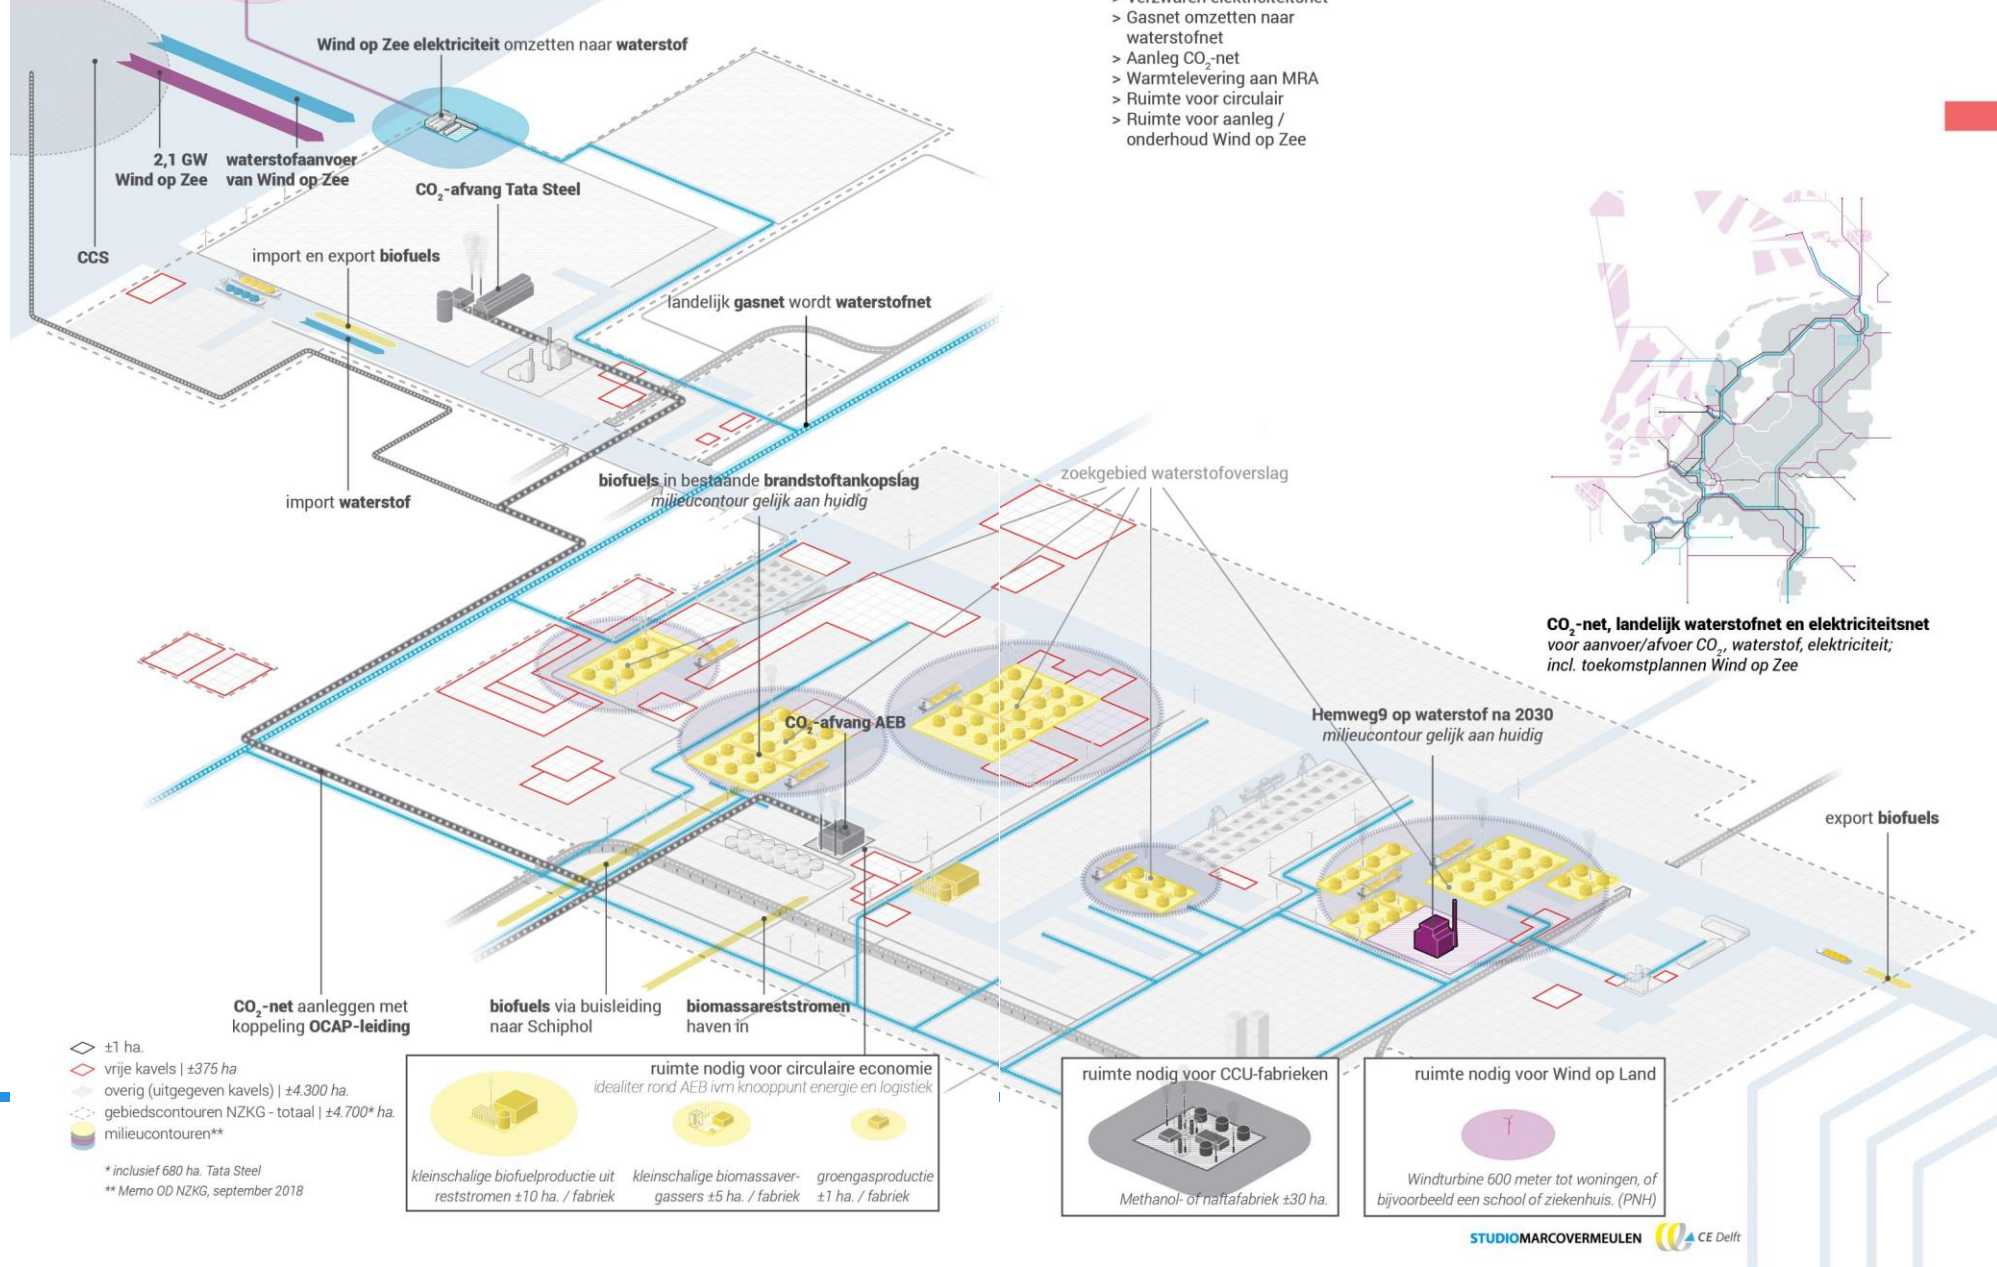 > Verzwaren elektriciteitsnet
> Gasnet omzetten naar
waterstofnet
> Aanleg CO₂-net
> Warmtelevering aan MRA
> Ruimte voor circulair
> Ruimte voor aanleg /
onderhoud Wind op Zee
Wind op Zee elektriciteit omzetten naar waterstof
2,1 GW
Wind op Zee
waterstofaanvoer
van Wind op Zee
CO₂-afvang Tata Steel
CCS
import en export biofuels
landelijk gasnet wordt waterstofnet
import waterstof
biofuels in bestaande brandstoftankopslag
milieucontour gelijk aan huidig
zoekgebied waterstofoverslag
CO₂-net, landelijk waterstofnet en elektriciteitsnet
voor aanvoer/afvoer CO₂, waterstof, elektriciteit;
incl. toekomstplannen Wind op Zee
CO₂-afvang AEB
Hemweg9 op waterstof na 2030
milieucontour gelijk aan huidig
export biofuels
CO₂-net aanleggen met
koppeling OCAP-leiding
biofuels via buisleiding
naar Schiphol
biomassareststromen
haven in
±1 ha.
vrije kavels | ±375 ha
overig (uitgegeven kavels) | ±4.300 ha.
gebiedscontouren NZKG - totaal | ±4.700* ha.
milieucontouren**
* inclusief 680 ha. Tata Steel
** Memo OD NZKG, september 2018
ruimte nodig voor circulaire economie
idealiter rond AEB ivm knooppunt energie en logistiek
kleinschalige biofuelproductie uit
reststromen ±10 ha. / fabriek
kleinschalige biomassaver-
gassers ±5 ha. / fabriek
groengasproductie
±1 ha. / fabriek
ruimte nodig voor CCU-fabrieken
Methanol- of naftafabriek ±30 ha.
ruimte nodig voor Wind op Land
Windturbine 600 meter tot woningen, of
bijvoorbeeld een school of ziekenhuis. (PNH)
STUDIOMARCOVERMEULEN
CE Delft